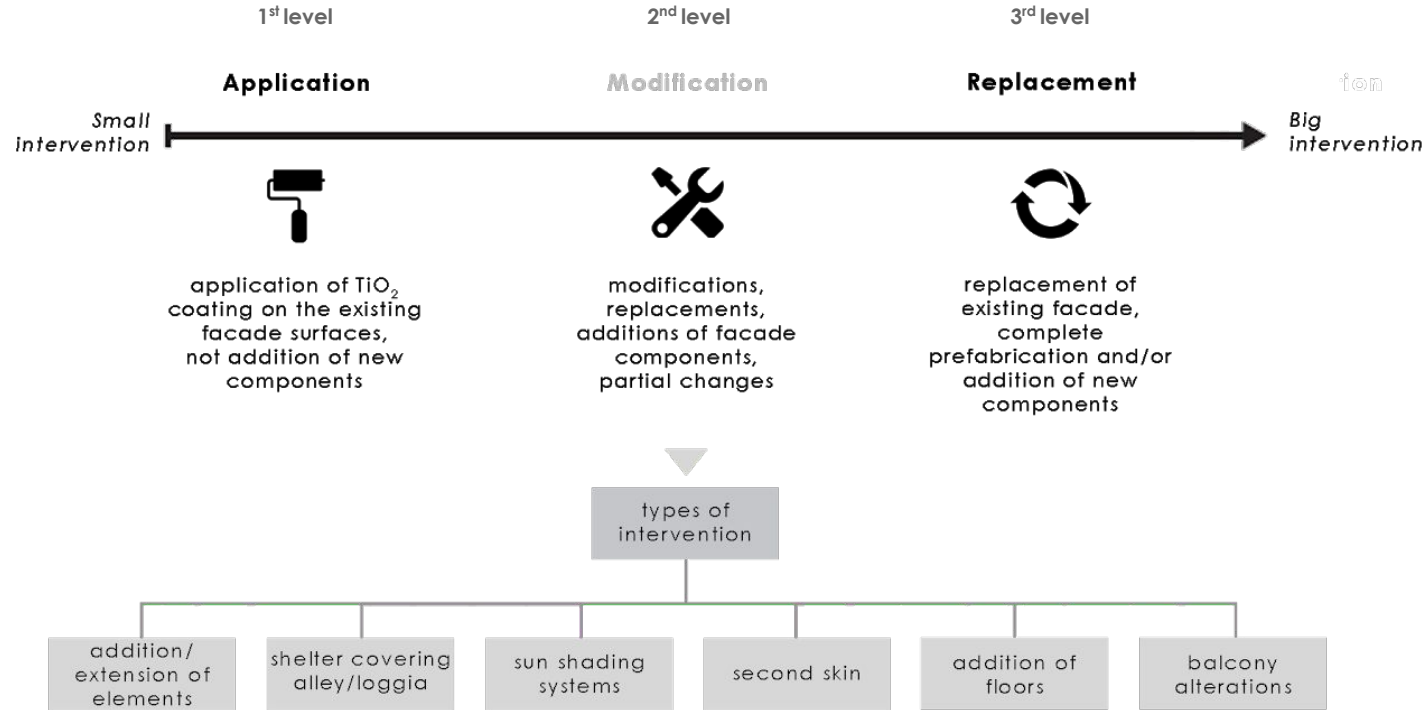 1st level
2nd level
3rd level
Application
Modification
Replacement
ion
Small
intervention
Big
intervention
application of TiO2
coating on the existing
facade surfaces,
not addition of new
components
modifications,
replacements,
additions of facade
components,
partial changes
replacement of
existing facade,
complete
prefabrication and/or
addition of new
components
types of
intervention
addition/
extension of
elements
shelter covering
alley/loggia
sun shading
systems
second skin
addition of
floors
balcony
alterations